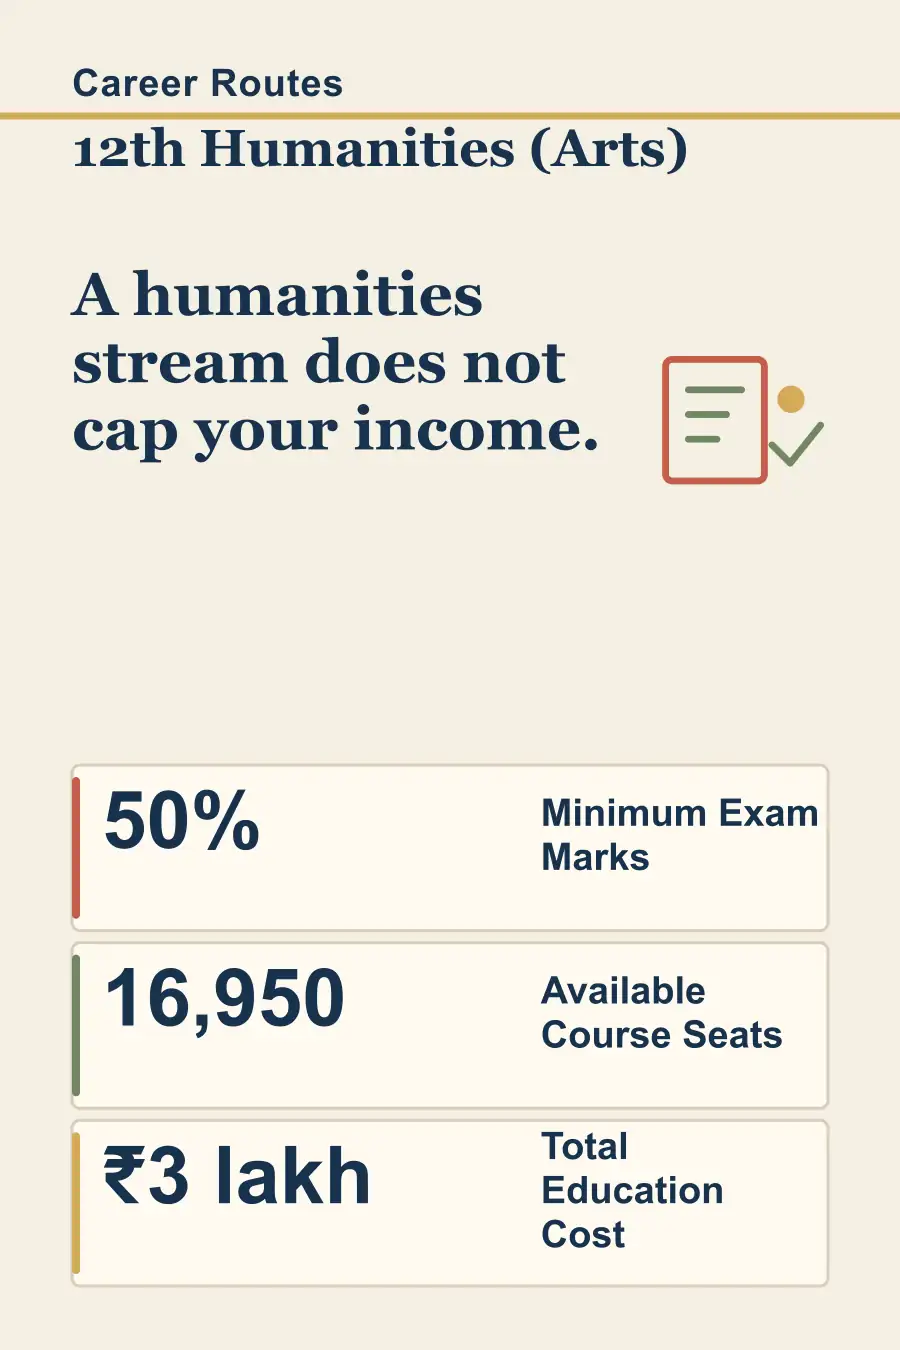 Career Routes
12th Humanities (Arts)
A humanities
stream does not
cap your income.
50%
Minimum Exam
Marks
16,950
Available
Course Seats
₹3 lakh
Total
Education
Cost